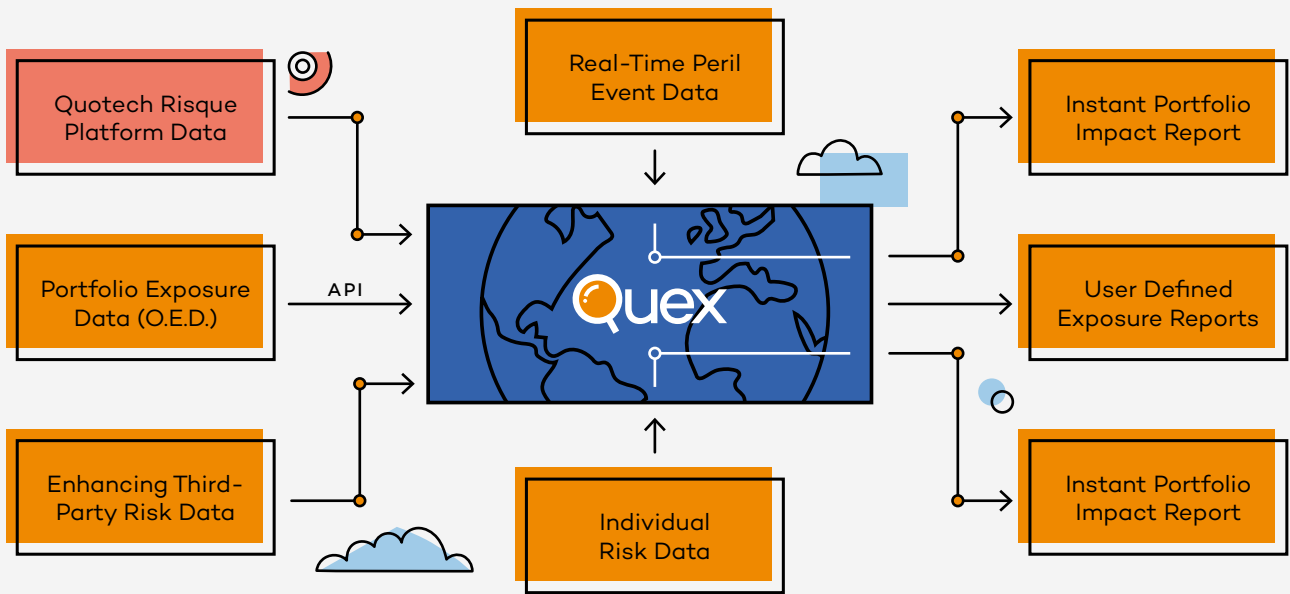 Quotech Risque
Platform Data
Real-Time Peril
Event Data
Instant Portfolio
Impact Report
Portfolio Exposure
Data (O.E.D.)
API
Quex
User Defined
Exposure Reports
Enhancing Third-
Party Risk Data
Individual
Risk Data
Instant Portfolio
Impact Report